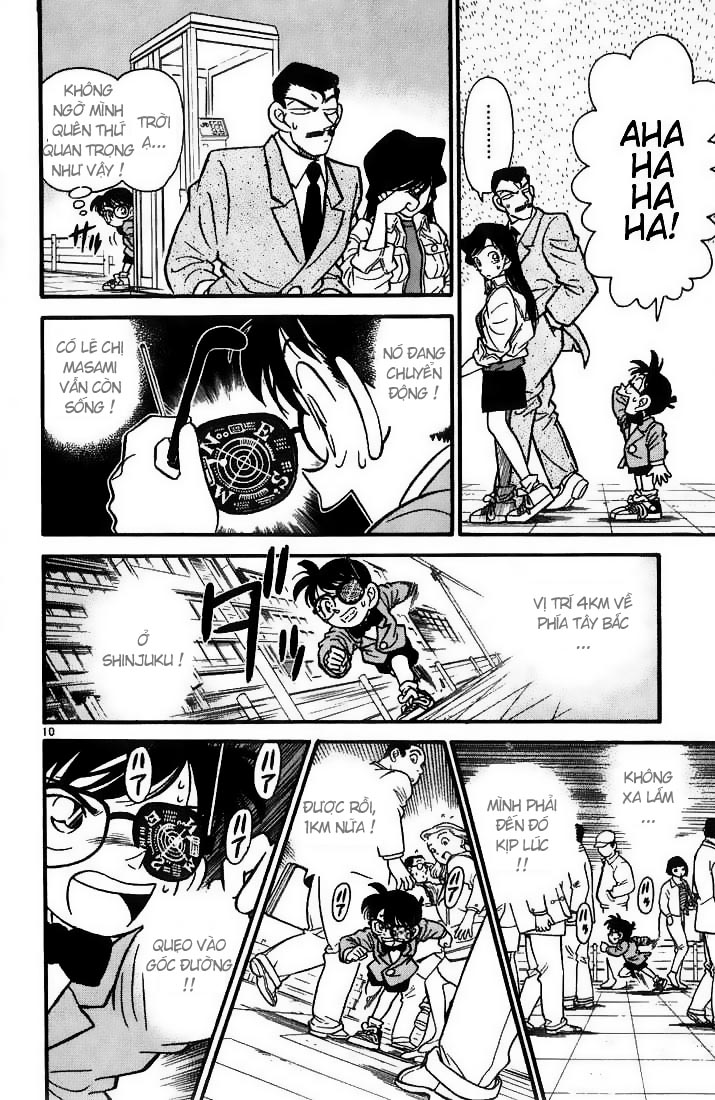 AHA
HA
HA
HA!
........
TRỜI
Ạ...
KHÔNG
NGỜ MÌNH
QUÊN THỨ
QUAN TRỌNG
NHƯ VẬY !
NÓ ĐANG
CHUYỂN
ĐỘNG !
CÓ LẼ CHỊ
MASAMI
VẪN CÒN
SỐNG !
VỊ TRÍ 4KM VỀ
PHÍA TÂY BẮC
...
Ở
SHINJUKU !
10
KHÔNG
XA LẮM
...
MÌNH PHẢI
ĐẾN ĐÓ
KỊP LÚC
!!
ĐƯỢC RỒI,
1KM NỮA !
QUẸO VÀO
GÓC ĐƯỜNG
!!